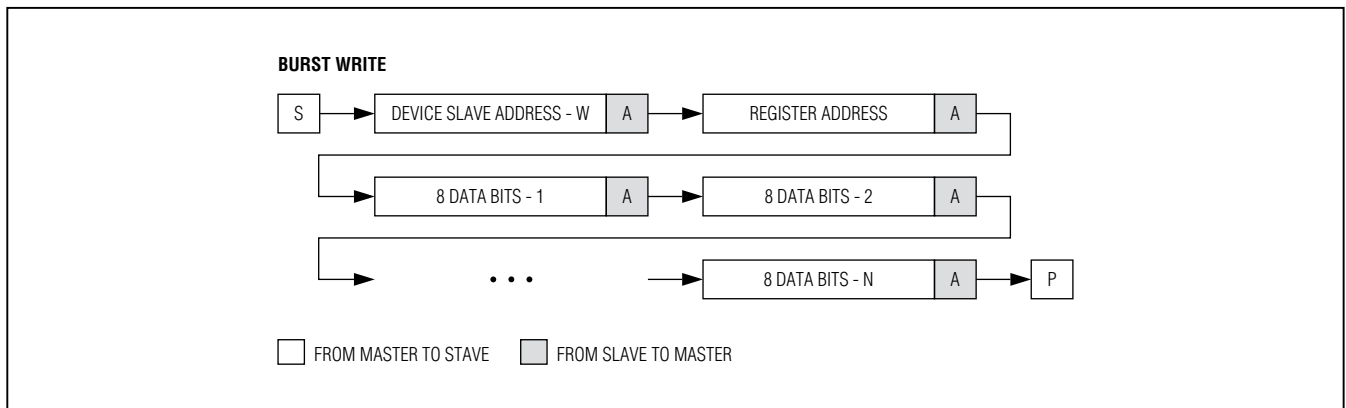 BURST WRITE
S DEVICE SLAVE ADDRESS - W A REGISTER ADDRESS A
8 DATA BITS - 1 A 8 DATA BITS - 2 A
• • • 8 DATA BITS - N A P
FROM MASTER TO STAVE FROM SLAVE TO MASTER